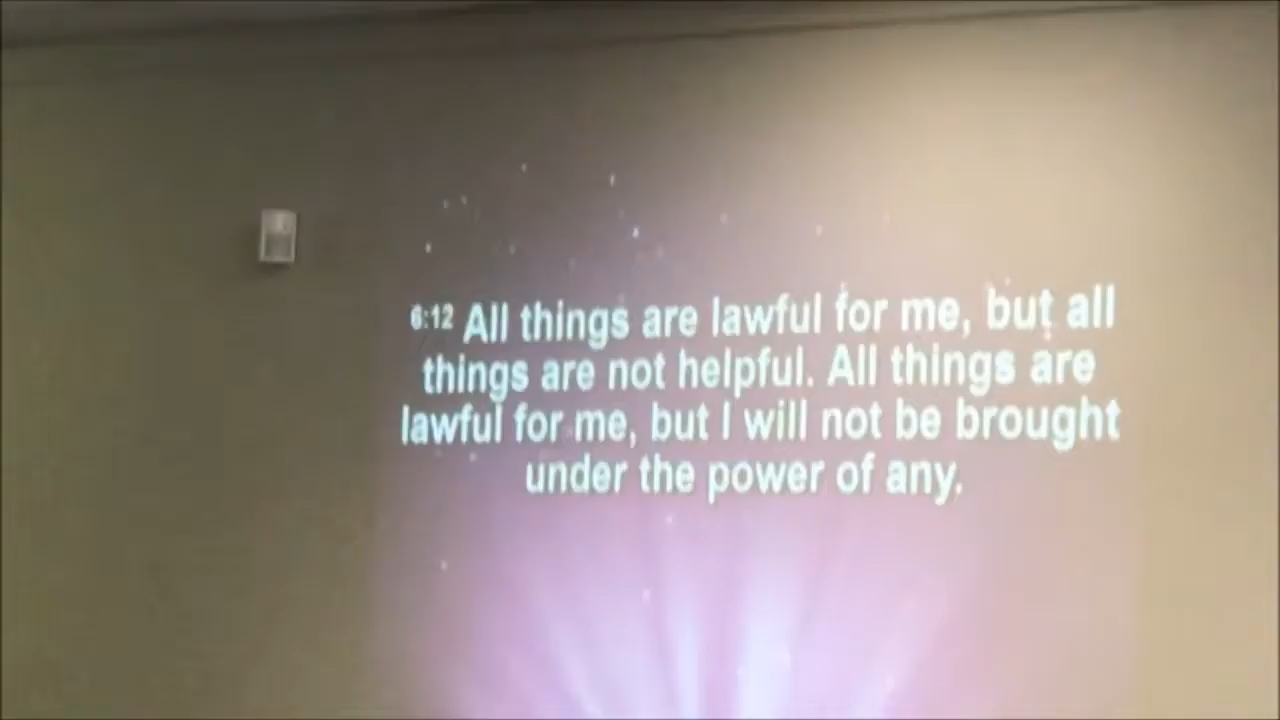 6:12 All things are lawful for me, but all
things are not helpful. All things are
lawful for me, but I will not be brought
under the power of any.